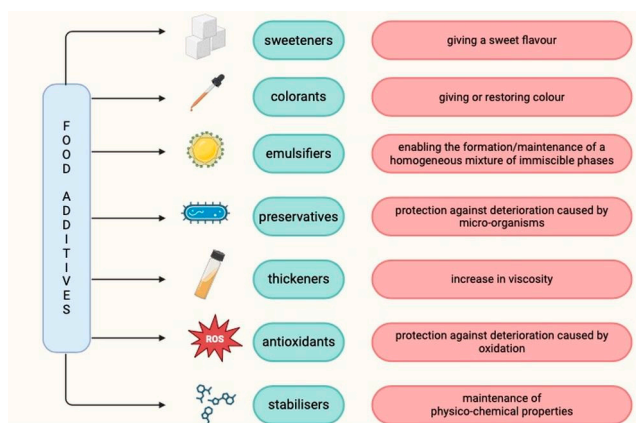 FOOD ADDITIVES
sweeteners
giving a sweet flavour
colorants
giving or restoring colour
emulsifiers
enabling the formation/maintenance of a
homogeneous mixture of immiscible phases
preservatives
protection against deterioration caused by
micro-organisms
thickeners
increase in viscosity
ROS
antioxidants
protection against deterioration caused by
oxidation
stabilisers
maintenance of
physico-chemical properties